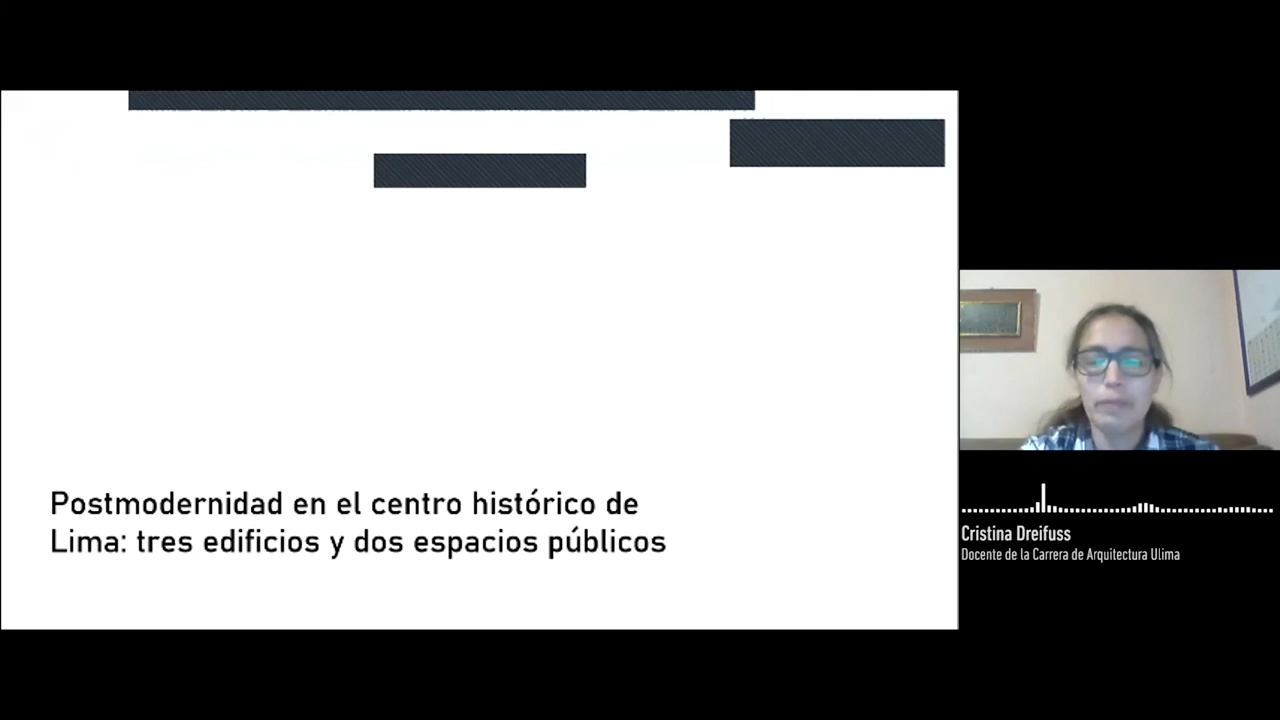 Postmodernidad en el centro histórico de
Lima: tres edificios y dos espacios públicos
Cristina Dreifuss
Docente de la Carrera de Arquitectura Ulima